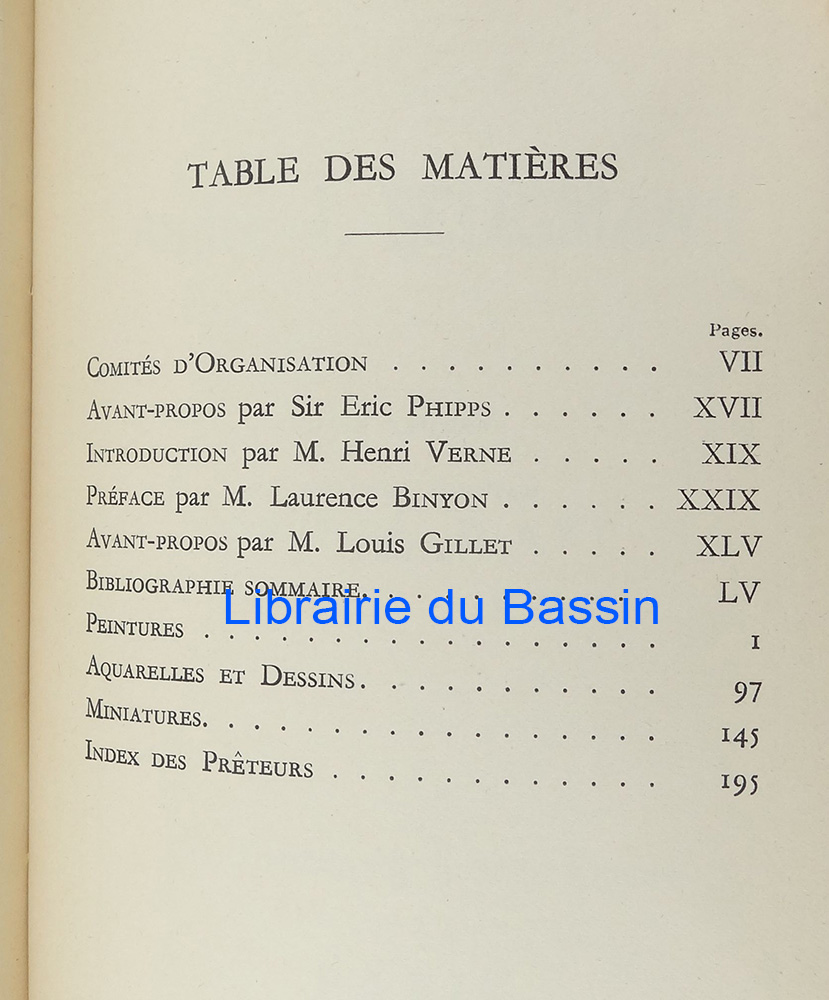 TABLE DES MATIÈRES
Pages.
Comités d'Organisation . . . . . . . . . . VII
Avant-propos par Sir Eric Phipps . . . . . . XVII
Introduction par M. Henri Verne . . . . . XIX
Préface par M. Laurence Binyon . . . . . . XXIX
Avant-propos par M. Louis Gillet . . . . . XLV
Bibliographie sommaire. . . . . . . . . . . LV
Librairie du Bassin
Peintures . . . . . . . . . . . . . . . . . 1
Aquarelles et Dessins. . . . . . . . . . . 97
Miniatures. . . . . . . . . . . . . . . . . 145
Index des Prêteurs . . . . . . . . . . . . 195